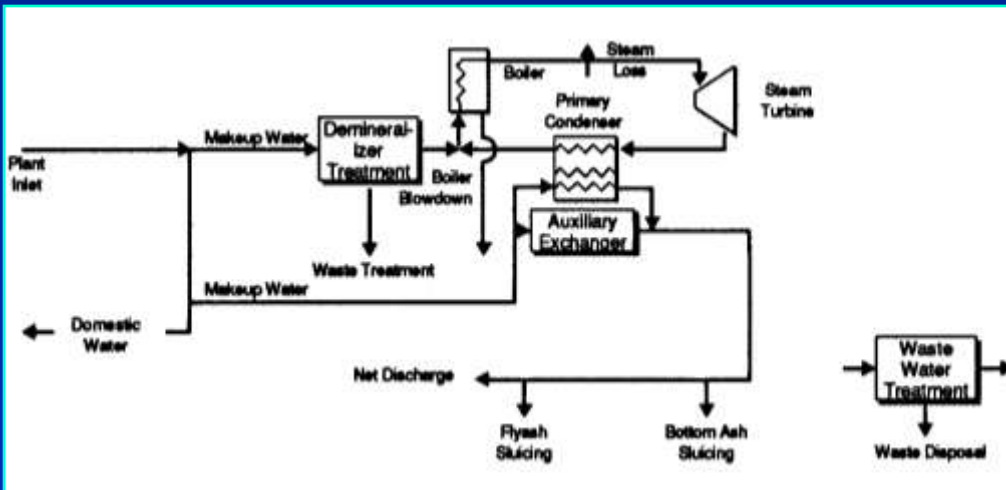 Boiler
Steam
Loss
Steam
Turbine
Primary
Condenser
Makeup Water
Demineral-
izer
Treatment
Plant
Inlet
Boiler
Blowdown
Auxiliary
Exchanger
Waste Treatment
Makeup Water
Domestic
Water
Net Discharge
Flyash
Sluicing
Bottom Ash
Sluicing
Waste
Water
Treatment
Waste Disposal